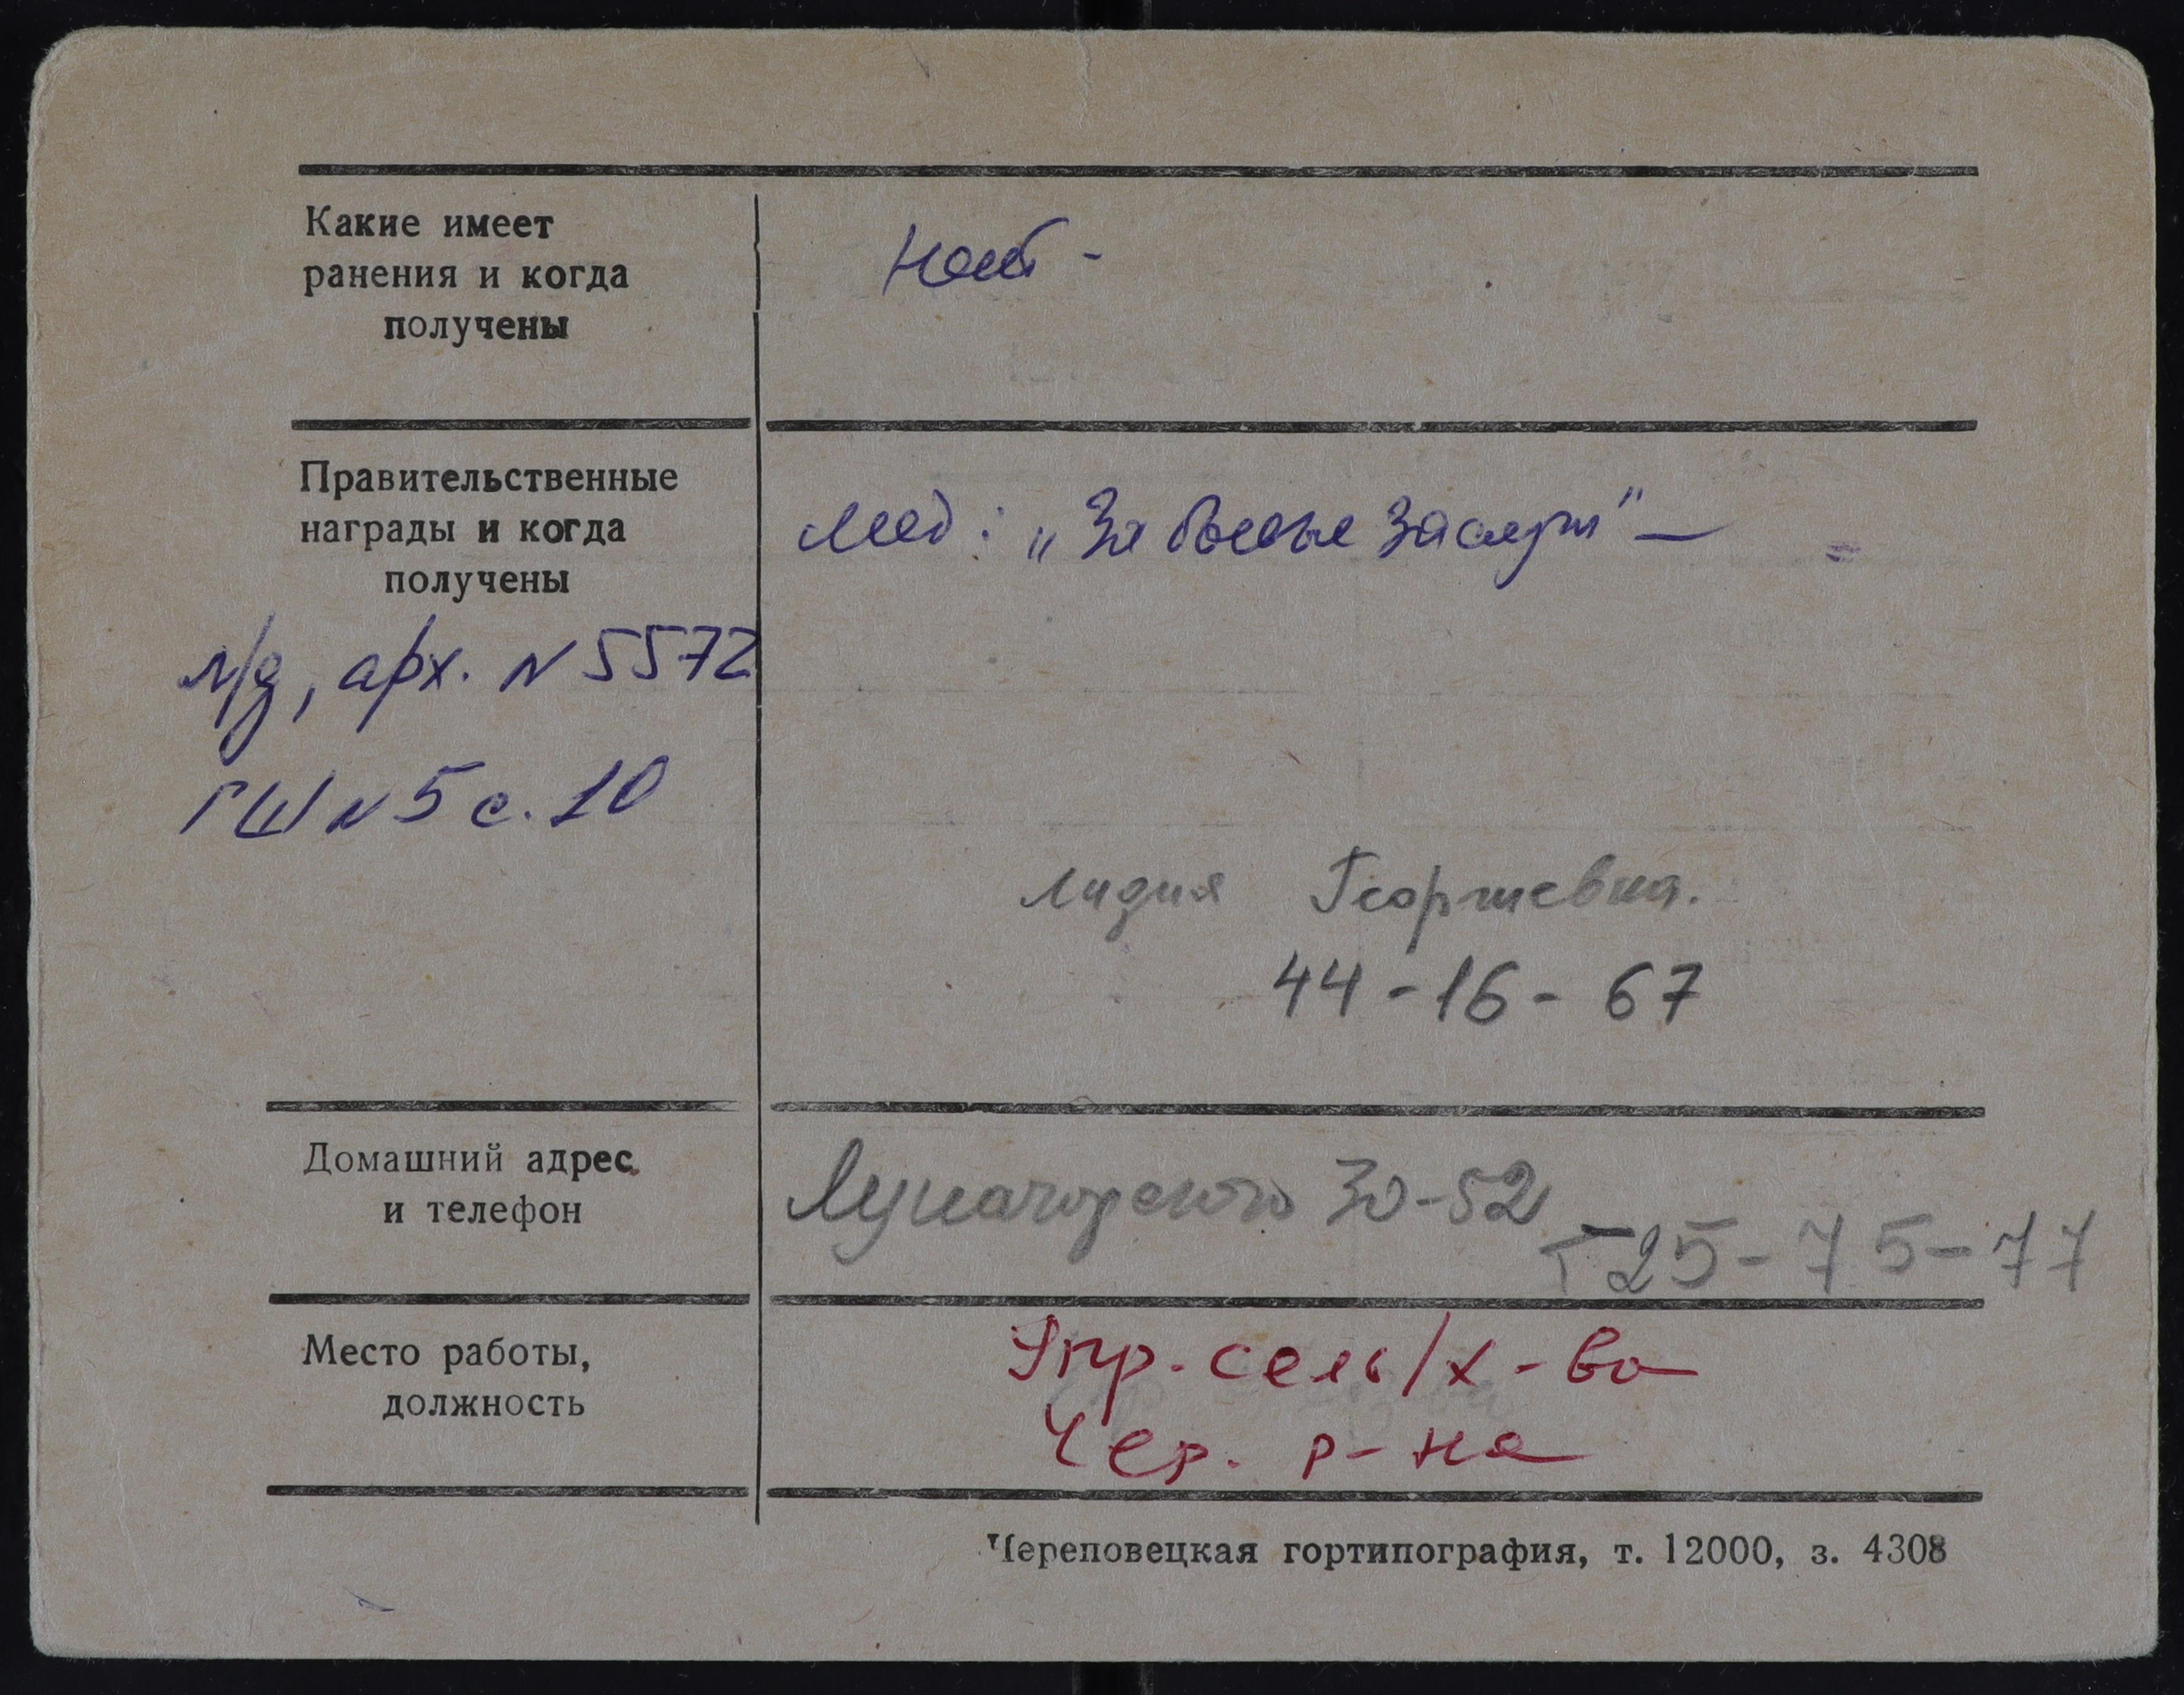 Какие имеет
ранения и когда
получены
нет -
Правительственные
награды и когда
получены
мед: „За боевые заслуги" —
л/д, арх. N 5572
ГШ N 5 с. 10
Лидия Георгиевна.
44-16-67
Домашний адрес
и телефон
Луначарского 30-52
т 25-75-77
Место работы,
должность
Упр. сель/х-ва
Чер. р-на
Череповецкая гортипография, т. 12000, з. 4308